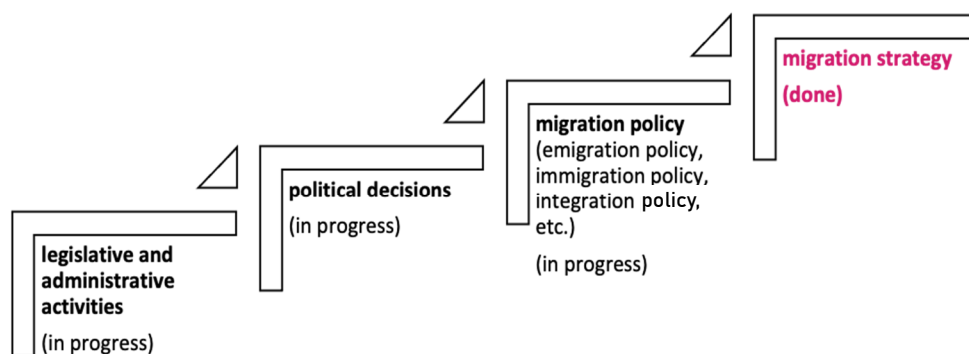 legislative and
administrative
activities
(in progress)
political decisions
(in progress)
migration policy
(emigration policy,
immigration policy,
integration policy,
etc.)
(in progress)
migration strategy
(done)